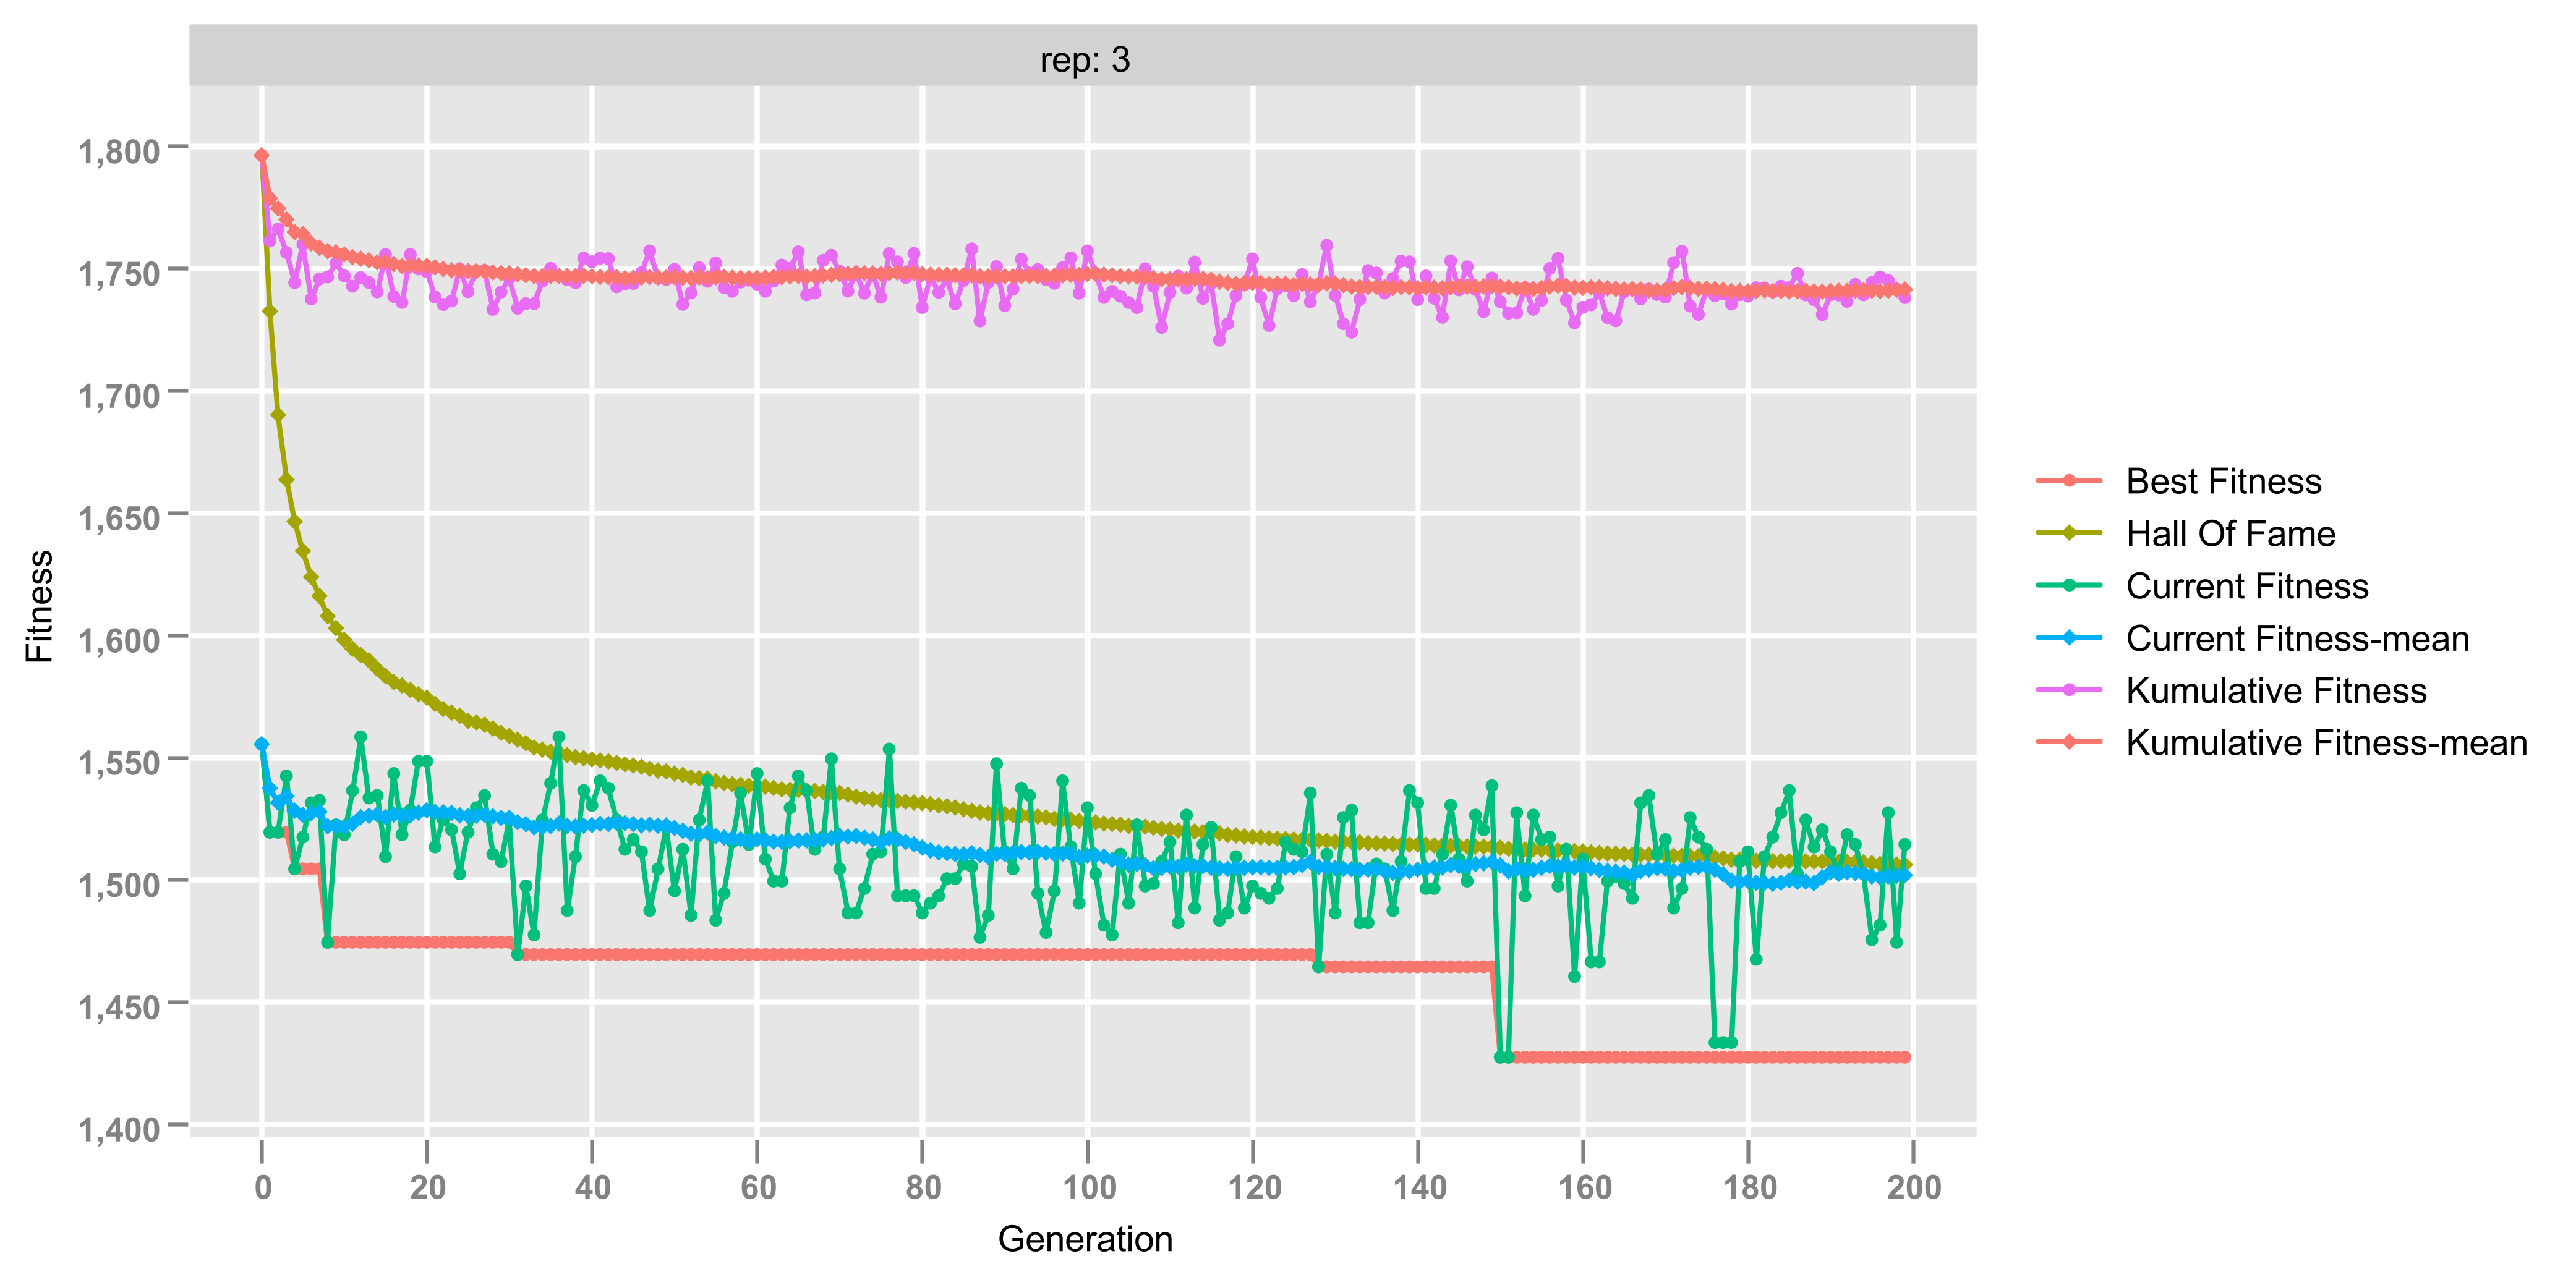 rep: 3
1,800
1,750
1,700
1,650
1,600
1,550
1,500
1,450
1,400
Fitness
0 20 40 60 80 100 120 140 160 180 200
Generation
Best Fitness
Hall Of Fame
Current Fitness
Current Fitness-mean
Kumulative Fitness
Kumulative Fitness-mean